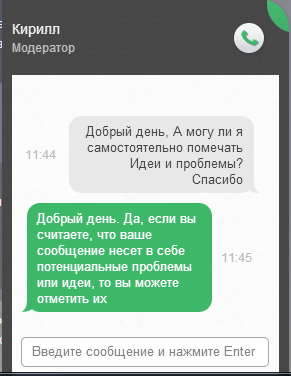 Кирилл
Модератор
Добрый день, А могу ли я
самостоятельно помечать
Идеи и проблемы?
Спасибо
11:44
Добрый день. Да, если вы
считаете, что ваше
сообщение несет в себе
потенциальные проблемы
или идеи, то вы можете
отметить их
11:45
Введите сообщение и нажмите Enter